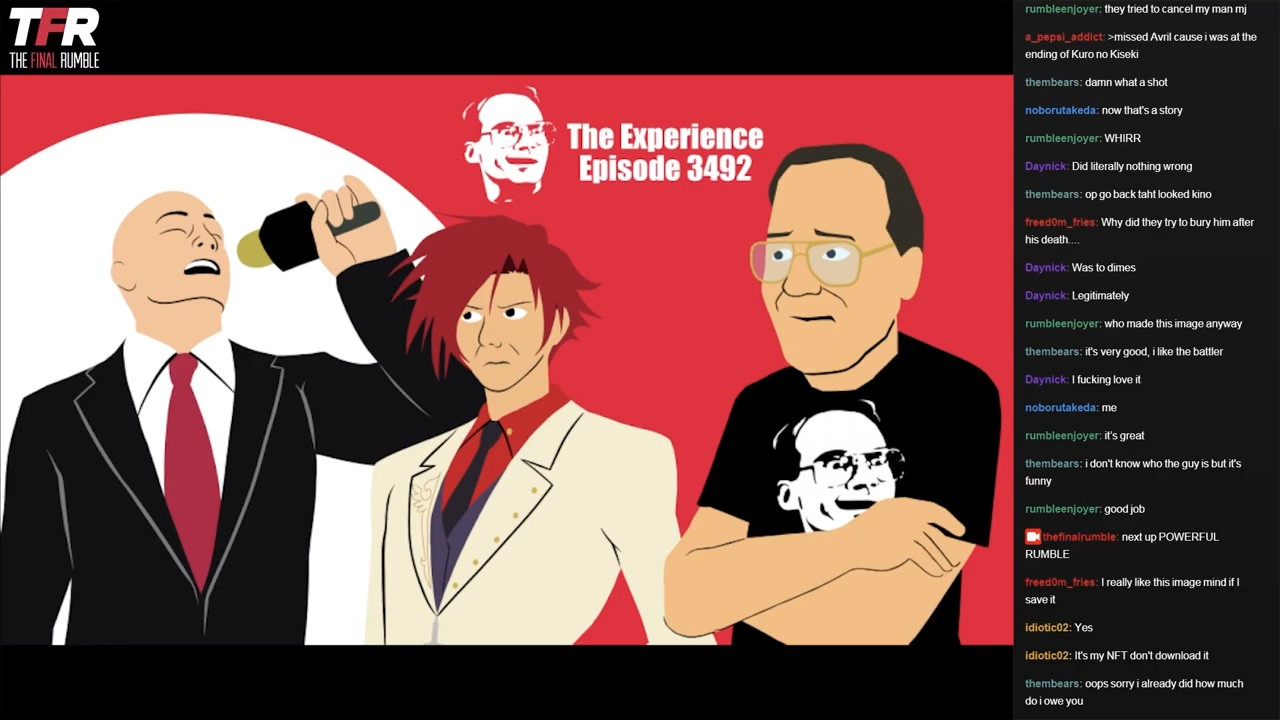 TFR
THE FINAL RUMBLE
The Experience
Episode 3492
rumbleenjoyer: they tried to cancel my man mj
a_pepsi_addict: >missed Avril cause i was at the
ending of Kuro no Kiseki
thembears: damn what a shot
noborutakeda: now that's a story
rumbleenjoyer: WHIRR
Daynick: Did literally nothing wrong
thembears: op go back taht looked kino
freed0m_fries: Why did they try to bury him after
his death....
Daynick: Was to dimes
Daynick: Legitimately
rumbleenjoyer: who made this image anyway
thembears: it's very good, i like the battler
Daynick: I fucking love it
noborutakeda: me
rumbleenjoyer: it's great
thembears: i don't know who the guy is but it's
funny
rumbleenjoyer: good job
thefinalrumble: next up POWERFUL
RUMBLE
freed0m_fries: I really like this image mind if I
save it
idiotic02: Yes
idiotic02: It's my NFT don't download it
thembears: oops sorry i already did how much
do i owe you